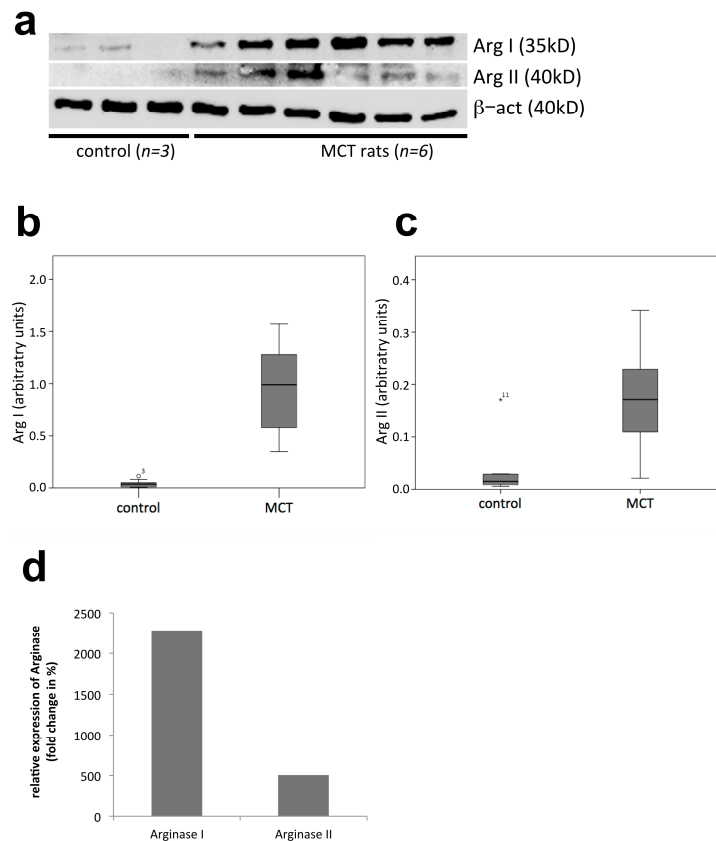 a
Arg I (35kD)
Arg II (40kD)
β−act (40kD)
control (n=3)
MCT rats (n=6)
b
Arg I (arbitratry units)
2.0
1.5
1.0
0.5
0.0
3
control
MCT
c
Arg II (arbitratry units)
0.4
0.3
0.2
0.1
0.0
11
control
MCT
d
relative expression of Arginase
(fold change in %)
2500
2000
1500
1000
500
0
Arginase I
Arginase II